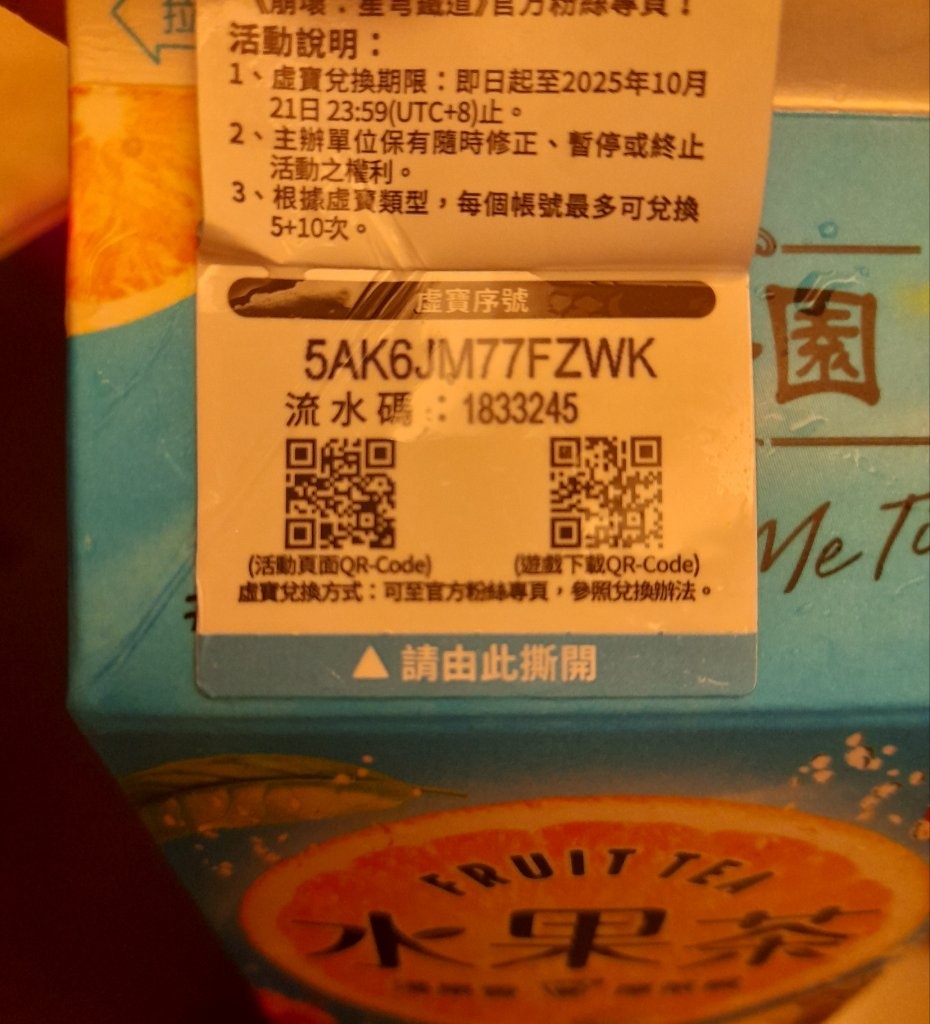 拉
《崩壞：星穹鐵道》官方粉絲專頁！
活動說明：
1、虛寶兌換期限：即日起至2025年10月
21日 23:59(UTC+8)止。
2、主辦單位保有隨時修正、暫停或終止
活動之權利。
3、根據虛寶類型，每個帳號最多可兌換
5+10次。
虛寶序號
5AK6JM77FZWK
流水碼：1833245
(活動頁面QR-Code) (遊戲下載QR-Code)
虛寶兌換方式：可至官方粉絲專頁，參照兌換辦法。
▲請由此撕開
園
Me To
FRUIT TEA
水果茶